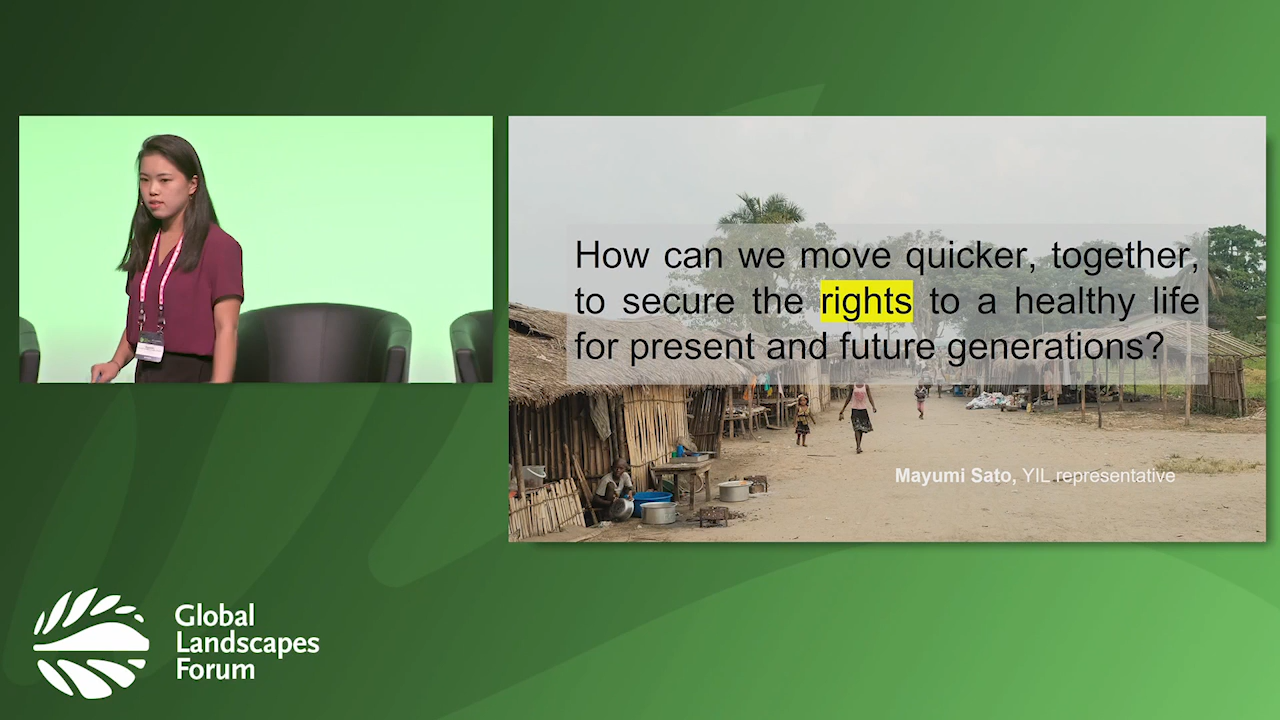 How can we move quicker, together,
to secure the rights to a healthy life
for present and future generations?
Mayumi Sato, YIL representative
Global
Landscapes
Forum